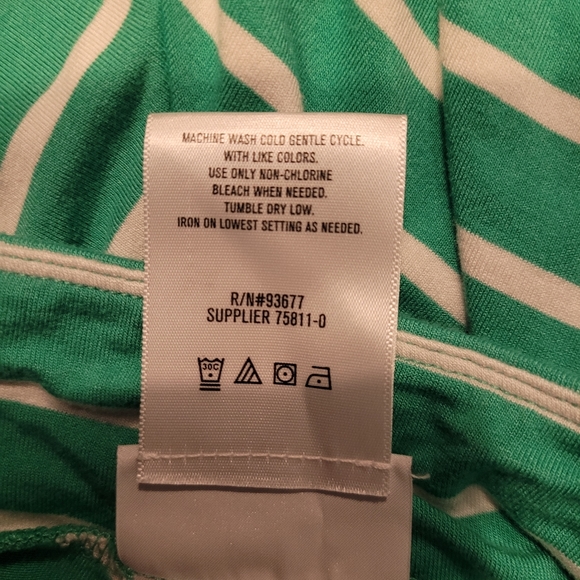 MACHINE WASH COLD GENTLE CYCLE.
WITH LIKE COLORS.
USE ONLY NON-CHLORINE
BLEACH WHEN NEEDED.
TUMBLE DRY LOW.
IRON ON LOWEST SETTING AS NEEDED.
R/N#93677
SUPPLIER 75811-0
30C